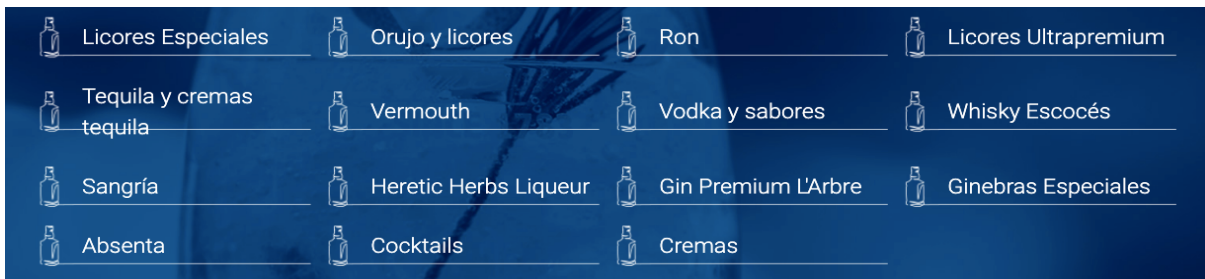 Licores Especiales
Orujo y licores
Ron
Licores Ultrapremium
Tequila y cremas
tequila
Vermouth
Vodka y sabores
Whisky Escocés
Sangría
Heretic Herbs Liqueur
Gin Premium L'Arbre
Ginebras Especiales
Absenta
Cocktails
Cremas